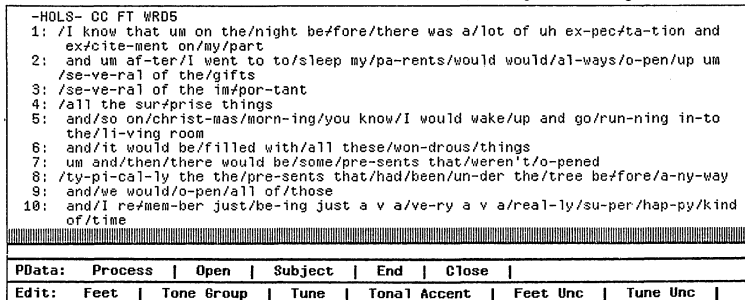 -HOLS- CC FT WRD5
1: /I know that um on the/night be/fore/there was a/lot of uh ex-pec/ta-tion and
ex/cite-ment on/my/part
2: and um af-ter/I went to to/sleep my/pa-rents/would would/al-ways/o-pen/up um
/se-ve-ral of the/gifts
3: /se-ve-ral of the im/por-tant
4: /all the sur/prise things
5: and/so on/christ-mas/morn-ing/you know/I would wake/up and go/run-ning in-to
the/li-ving room
6: and/it would be/filled with/all these/won-drous/things
7: um and/then/there would be/some/pre-sents that/weren't/o-pened
8: /ty-pi-cal-ly the the/pre-sents that/had/been/un-der the/tree be/fore/a-ny-way
9: and/we would/o-pen/all of/those
10: and/I re/mem-ber just/be-ing just a v a/ve-ry a v a/real-ly/su-per/hap-py/kind
of/time
PData: Process | Open | Subject | End | Close |
Edit: Feet | Tone Group | Tune | Tonal Accent | Feet Unc | Tune Unc |